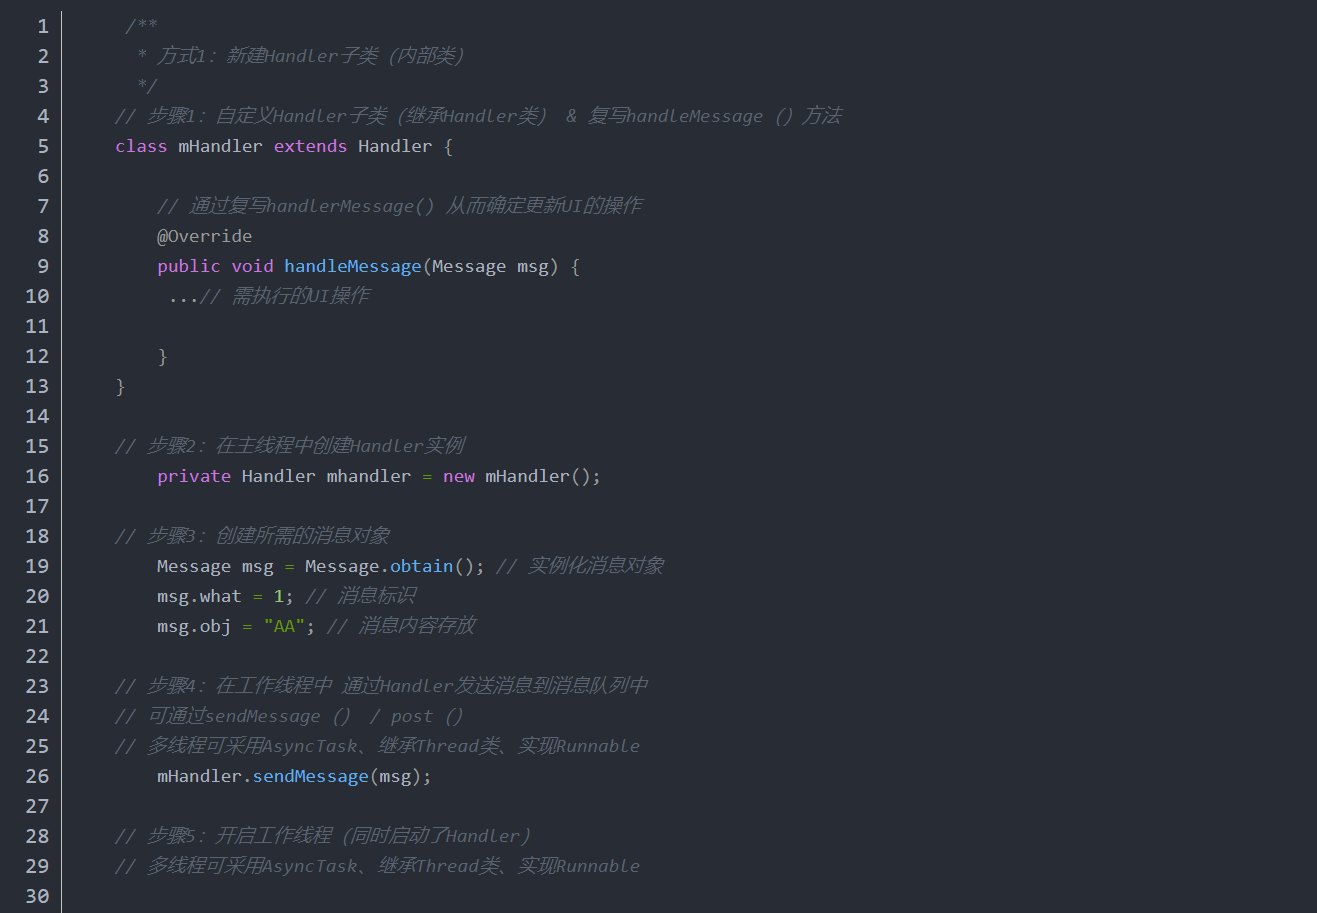 1 /**
2 * 方式1: 新建Handler子类 (内部类)
3 */
4 // 步骤1: 自定义Handler子类 (继承Handler类) & 复写handleMessage () 方法
5 class mHandler extends Handler {
6
7 // 通过复写handlerMessage() 从而确定更新UI的操作
8 @Override
9 public void handleMessage(Message msg) {
10 ...// 需执行的UI操作
11
12 }
13 }
14
15 // 步骤2: 在主线程中创建Handler实例
16 private Handler mhandler = new mHandler();
17
18 // 步骤3: 创建所需的消息对象
19 Message msg = Message.obtain(); // 实例化消息对象
20 msg.what = 1; // 消息标识
21 msg.obj = "AA"; // 消息内容存放
22
23 // 步骤4: 在工作线程中 通过Handler发送消息到消息队列中
24 // 可通过sendMessage () / post ()
25 // 多线程可采用AsyncTask、继承Thread类、实现Runnable
26 mHandler.sendMessage(msg);
27
28 // 步骤5: 开启工作线程 (同时启动了Handler)
29 // 多线程可采用AsyncTask、继承Thread类、实现Runnable
30